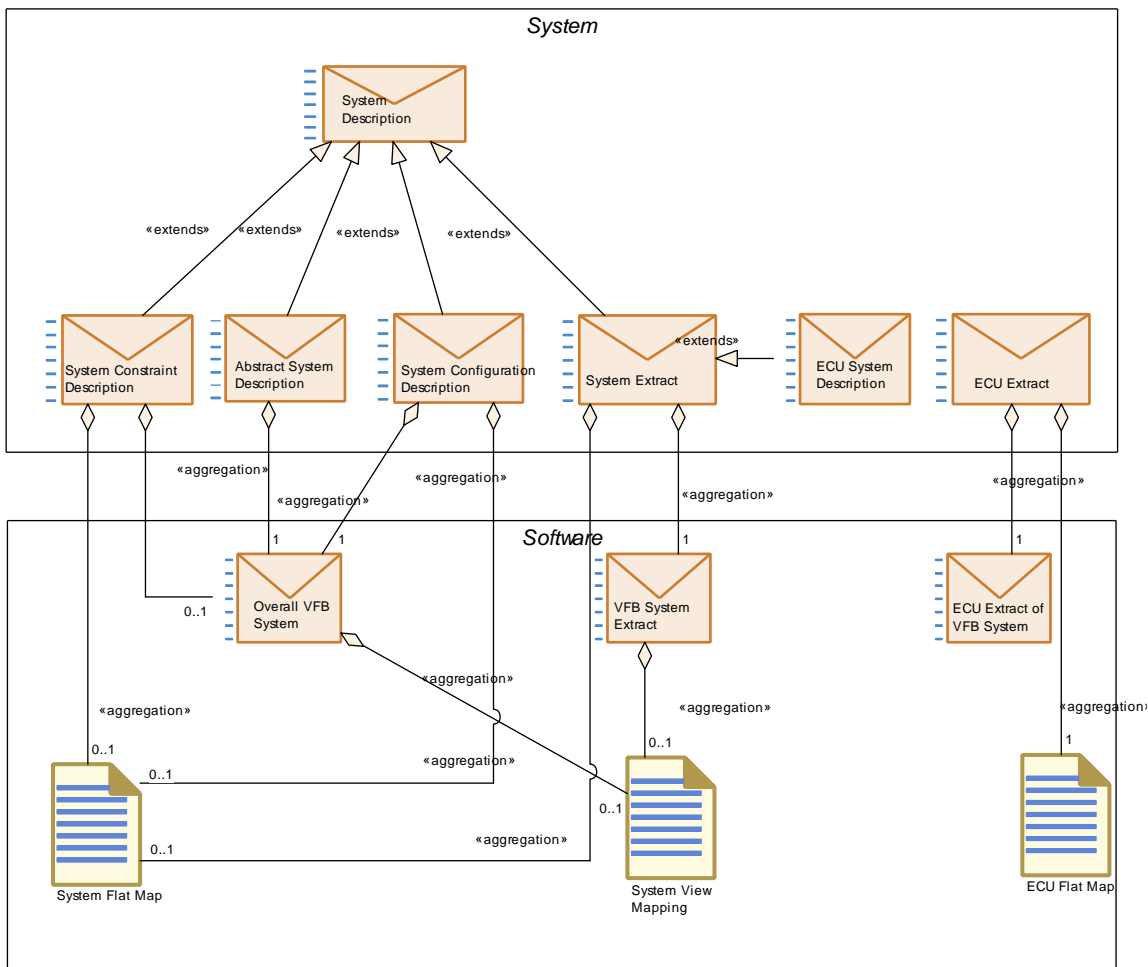 System
System
Description
«extends»
«extends»
«extends»
«extends»
«extends»
System Constraint
Description
Abstract System
Description
System Configuration
Description
System Extract
ECU System
Description
ECU Extract
«aggregation»
«aggregation»
«aggregation»
«aggregation»
«aggregation»
Software
1
1
1
1
Overall VFB
System
VFB System
Extract
ECU Extract of
VFB System
0..1
«aggregation»
«aggregation»
«aggregation»
«aggregation»
0..1
0..1
1
0..1
«aggregation»
0..1
«aggregation»
0..1
System Flat Map
System View
Mapping
ECU Flat Map